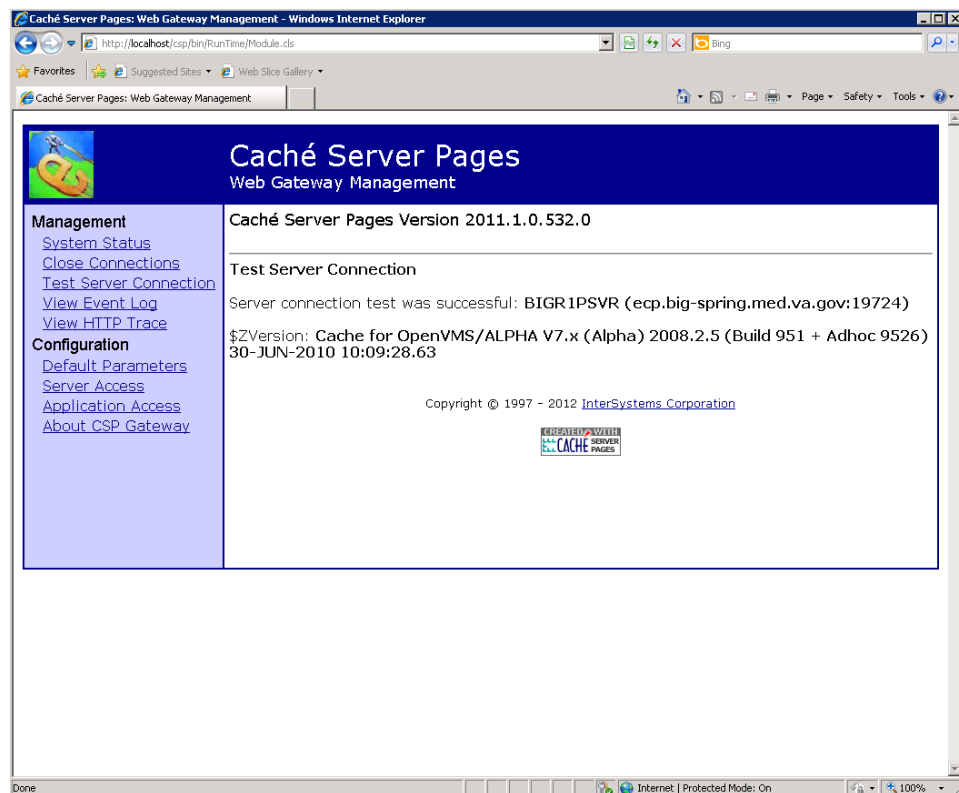 Caché Server Pages: Web Gateway Management - Windows Internet Explorer
http://localhost/csp/bin/RunTime/Module.cls
Bing
Favorites Suggested Sites Web Slice Gallery
Caché Server Pages: Web Gateway Management Page Safety Tools
Caché Server Pages
Web Gateway Management
Management
System Status
Close Connections
Test Server Connection
View Event Log
View HTTP Trace
Configuration
Default Parameters
Server Access
Application Access
About CSP Gateway
Caché Server Pages Version 2011.1.0.532.0
Test Server Connection
Server connection test was successful: BIGR1PSVR (ecp.big-spring.med.va.gov:19724)
$ZVersion: Cache for OpenVMS/ALPHA V7.x (Alpha) 2008.2.5 (Build 951 + Adhoc 9526)
30-JUN-2010 10:09:28.63
Copyright © 1997 - 2012 InterSystems Corporation
CREATED WITH
CACHÉ SERVER PAGES
Done Internet | Protected Mode: On 100%